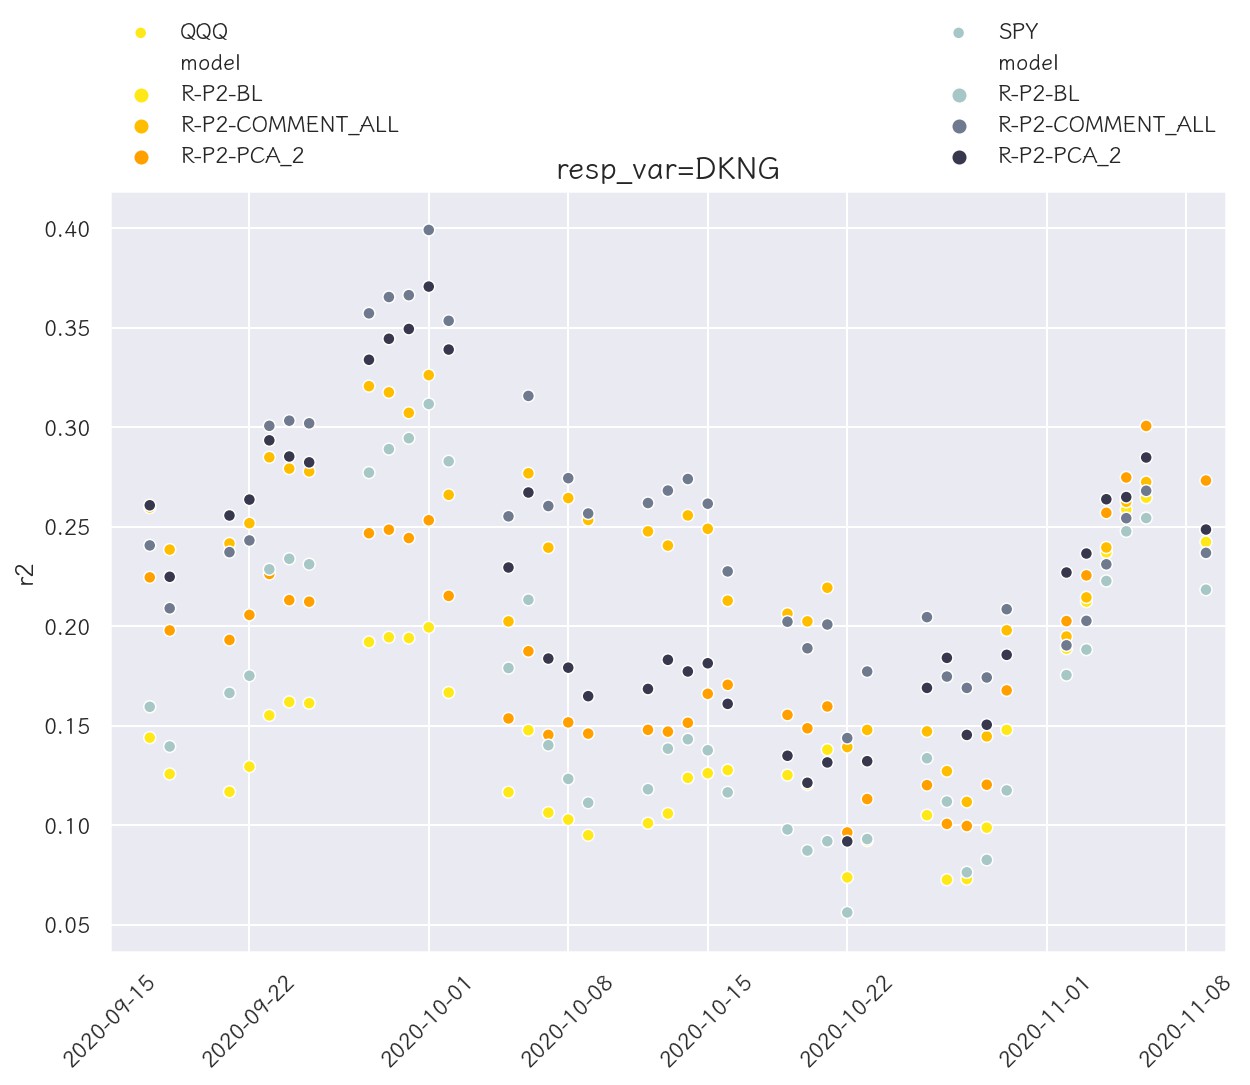 QQQ
model
R-P2-BL
R-P2-COMMENT_ALL
R-P2-PCA_2
SPY
model
R-P2-BL
R-P2-COMMENT_ALL
R-P2-PCA_2
resp_var=DKNG
0.40
0.35
0.30
0.25
0.20
0.15
0.10
0.05
r2
2020-09-15
2020-09-22
2020-10-01
2020-10-08
2020-10-15
2020-10-22
2020-11-01
2020-11-08